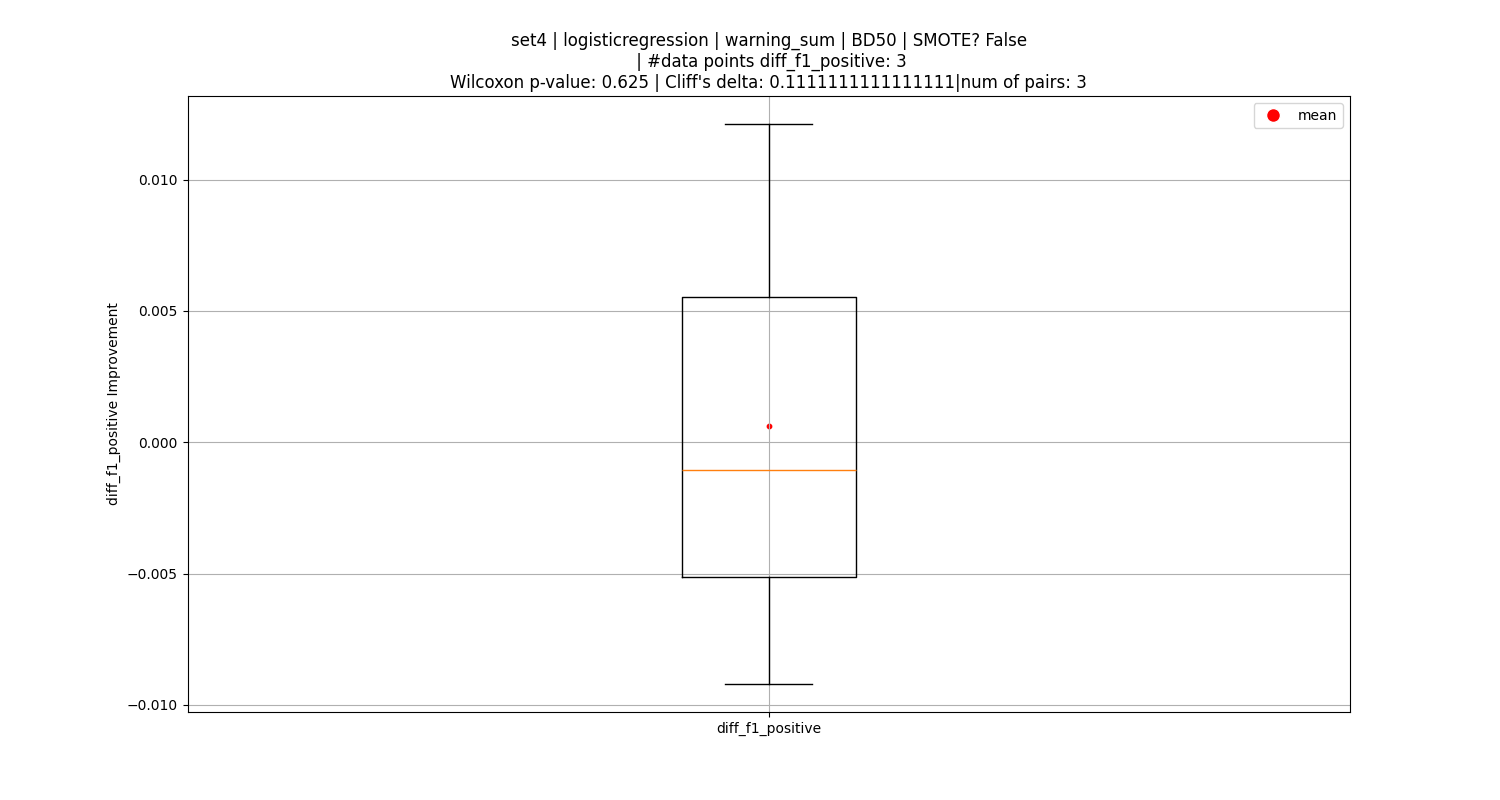 set4 | logisticregression | warning_sum | BD50 | SMOTE? False
| #data points diff_f1_positive: 3
Wilcoxon p-value: 0.625 | Cliff's delta: 0.1111111111111111|num of pairs: 3
mean
0.010
0.005
0.000
−0.005
−0.010
diff_f1_positive Improvement
diff_f1_positive